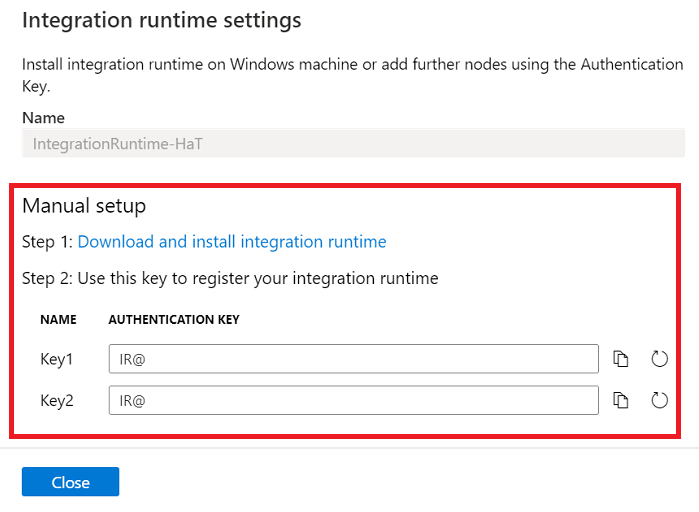 Integration runtime settings
Install integration runtime on Windows machine or add further nodes using the Authentication
Key.
Name
IntegrationRuntime-HaT
Manual setup
Step 1: Download and install integration runtime
Step 2: Use this key to register your integration runtime
NAME AUTHENTICATION KEY
Key1 IR@
Key2 IR@
Close